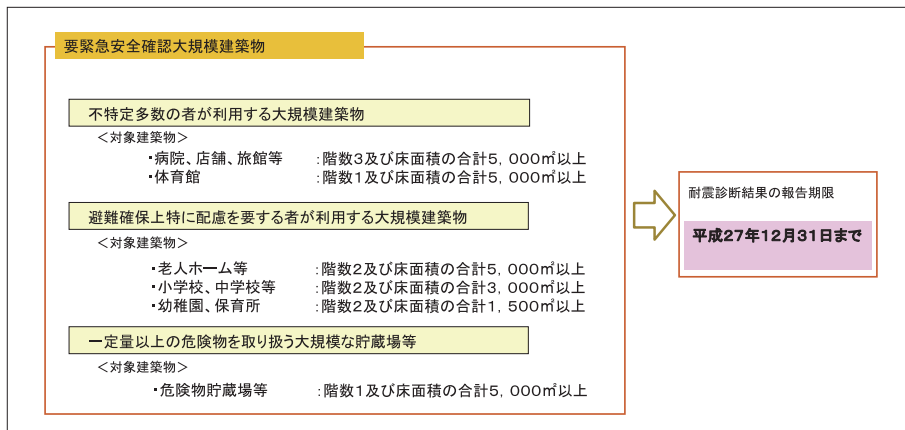 要緊急安全確認大規模建築物
不特定多数の者が利用する大規模建築物
＜対象建築物＞
・病院、店舗、旅館等　：階数３及び床面積の合計５，０００㎡以上
・体育館　：階数１及び床面積の合計５，０００㎡以上
避難確保上特に配慮を要する者が利用する大規模建築物
＜対象建築物＞
・老人ホーム等　：階数２及び床面積の合計５，０００㎡以上
・小学校、中学校等　：階数２及び床面積の合計３，０００㎡以上
・幼稚園、保育所　：階数２及び床面積の合計１，５００㎡以上
一定量以上の危険物を取り扱う大規模な貯蔵場等
＜対象建築物＞
・危険物貯蔵場等　：階数１及び床面積の合計５，０００㎡以上
耐震診断結果の報告期限
平成２７年１２月３１日まで